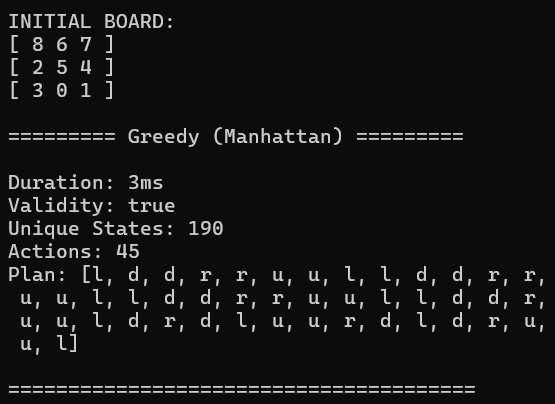 INITIAL BOARD:
[ 8 6 7 ]
[ 2 5 4 ]
[ 3 0 1 ]
========= Greedy (Manhattan) =========
Duration: 3ms
Validity: true
Unique States: 190
Actions: 45
Plan: [l, d, d, r, r, u, u, l, l, d, d, r, r,
u, u, l, l, d, d, r, r, u, u, l, l, d, d, r,
u, u, l, d, r, d, l, u, u, r, d, l, d, r, u,
u, l]
=======================================